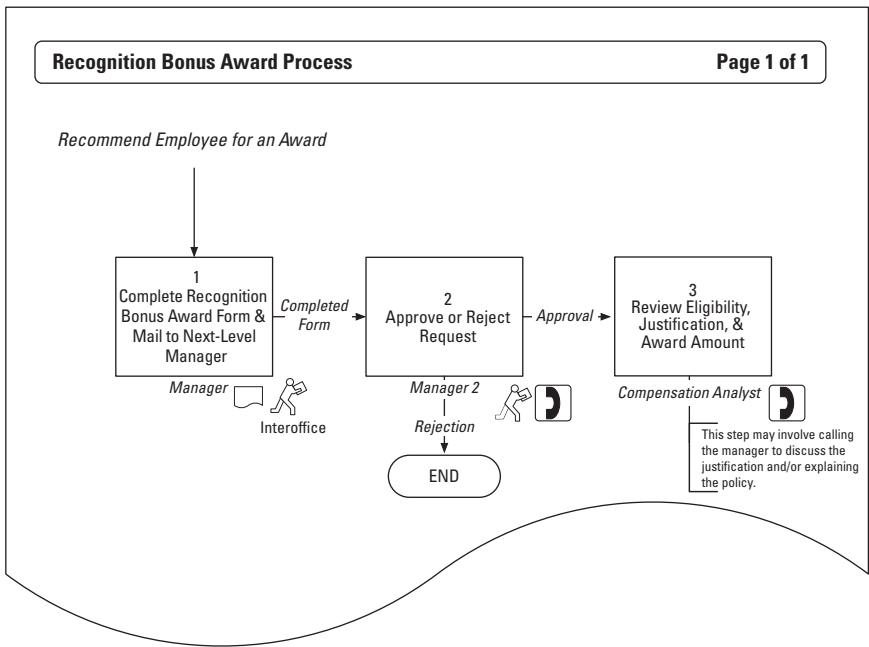 Recognition Bonus Award Process
Page 1 of 1
Recommend Employee for an Award
1
Complete Recognition
Bonus Award Form &
Mail to Next-Level
Manager
Completed
Form
2
Approve or Reject
Request
Approval
3
Review Eligibility,
Justification, &
Award Amount
Manager
Interoffice
Manager 2
Rejection
END
Compensation Analyst
This step may involve calling
the manager to discuss the
justification and/or explaining
the policy.